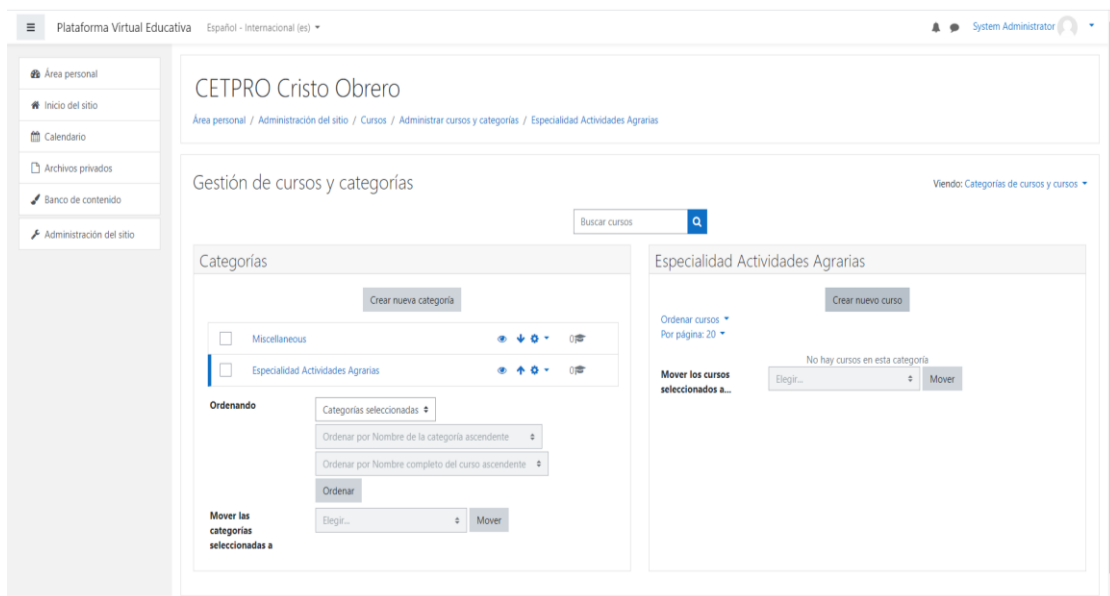 Plataforma Virtual Educativa Español - Internacional (es) System Administrator
Área personal
Inicio del sitio
Calendario
Archivos privados
Banco de contenido
Administración del sitio
CETPRO Cristo Obrero
Área personal / Administración del sitio / Cursos / Administrar cursos y categorías / Especialidad Actividades Agrarias
Gestión de cursos y categorías
Viendo: Categorías de cursos y cursos
Buscar cursos
Categorías
Crear nueva categoría
Miscellaneous 0
Especialidad Actividades Agrarias 0
Ordenando
Categorías seleccionadas
Ordenar por Nombre de la categoría ascendente
Ordenar por Nombre completo del curso ascendente
Ordenar
Mover las
categorías
seleccionadas a
Elegir... Mover
Especialidad Actividades Agrarias
Crear nuevo curso
Ordenar cursos
Por página: 20
No hay cursos en esta categoría
Mover los cursos
seleccionados a...
Elegir... Mover